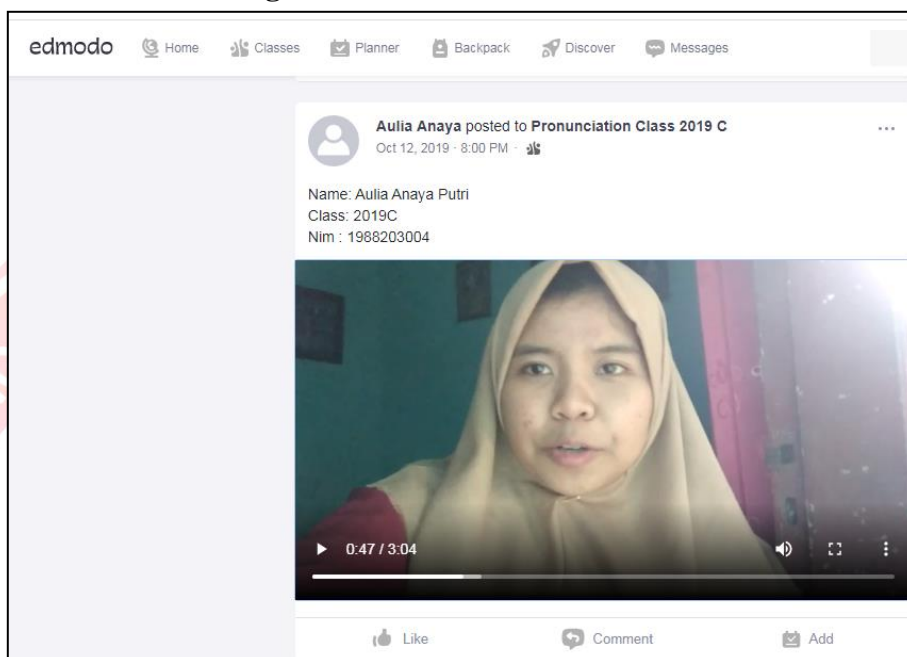 edmodo Home Classes Planner Backpack Discover Messages
Aulia Anaya posted to Pronunciation Class 2019 C
Oct 12, 2019 · 8:00 PM ·
Name: Aulia Anaya Putri
Class: 2019C
Nim : 1988203004
0:47 / 3:04
Like Comment Add